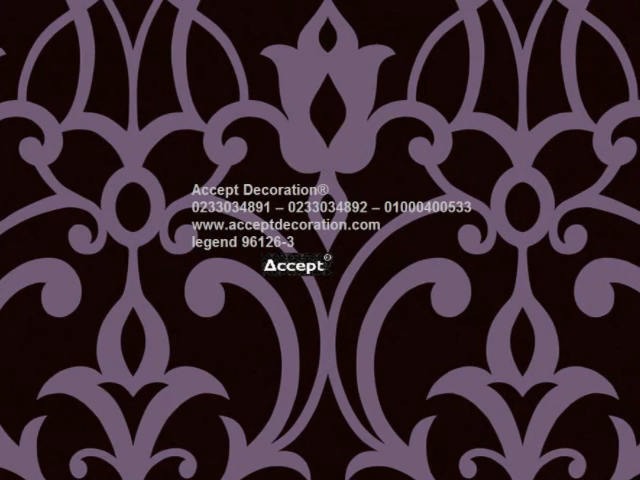 Accept Decoration®
0233034891 – 0233034892 – 01000400533
www.acceptdecoration.com
legend 96126-3
Accept®